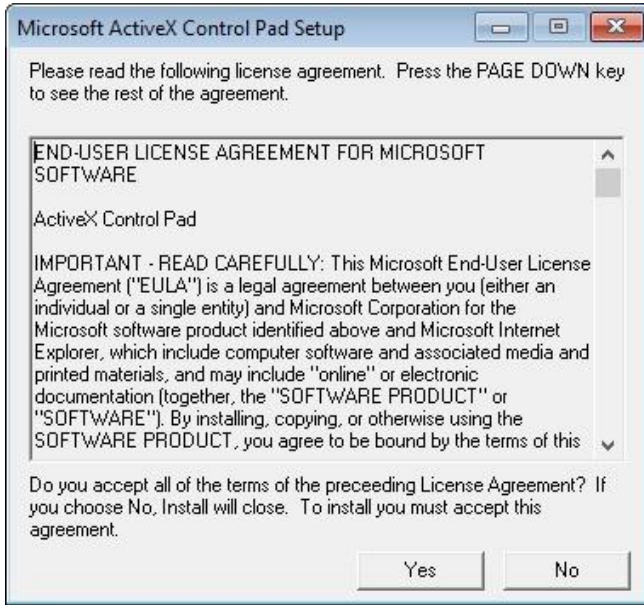 Microsoft ActiveX Control Pad Setup
Please read the following license agreement.  Press the PAGE DOWN key
to see the rest of the agreement.
END-USER LICENSE AGREEMENT FOR MICROSOFT
SOFTWARE
ActiveX Control Pad
IMPORTANT - READ CAREFULLY: This Microsoft End-User License
Agreement ("EULA") is a legal agreement between you (either an
individual or a single entity) and Microsoft Corporation for the
Microsoft software product identified above and Microsoft Internet
Explorer, which include computer software and associated media and
printed materials, and may include "online" or electronic
documentation (together, the "SOFTWARE PRODUCT" or
"SOFTWARE"). By installing, copying, or otherwise using the
SOFTWARE PRODUCT, you agree to be bound by the terms of this
Do you accept all of the terms of the preceeding License Agreement?  If
you choose No, Install will close.  To install you must accept this
agreement.
Yes
No